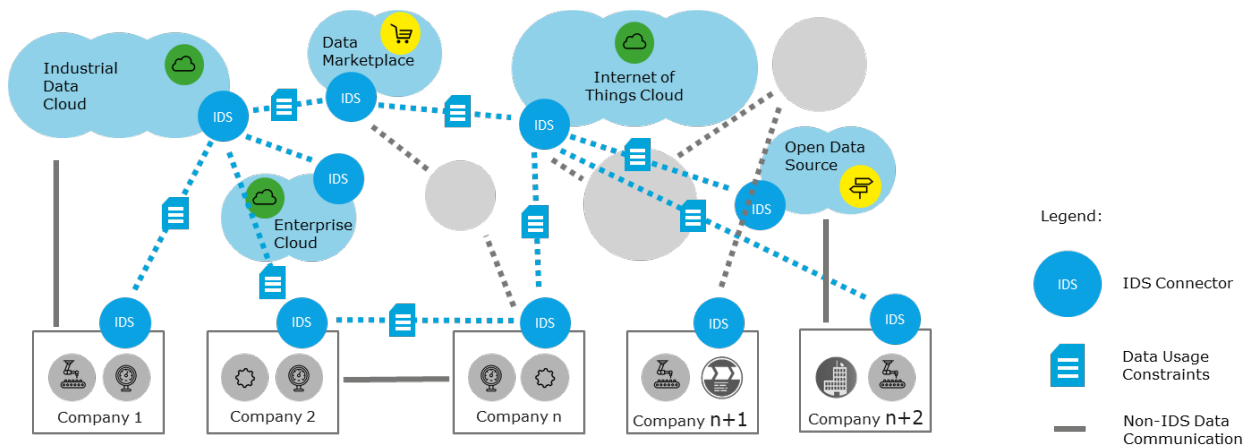 Industrial
Data
Cloud
Data
Marketplace
Internet of
Things Cloud
IDS
IDS
IDS
Open Data
Source
IDS
IDS
Enterprise
Cloud
Legend:
IDS
IDS Connector
IDS
IDS
IDS
IDS
IDS
Data Usage
Constraints
Company 1
Company 2
Company n
Company n+1
Company n+2
Non-IDS Data
Communication